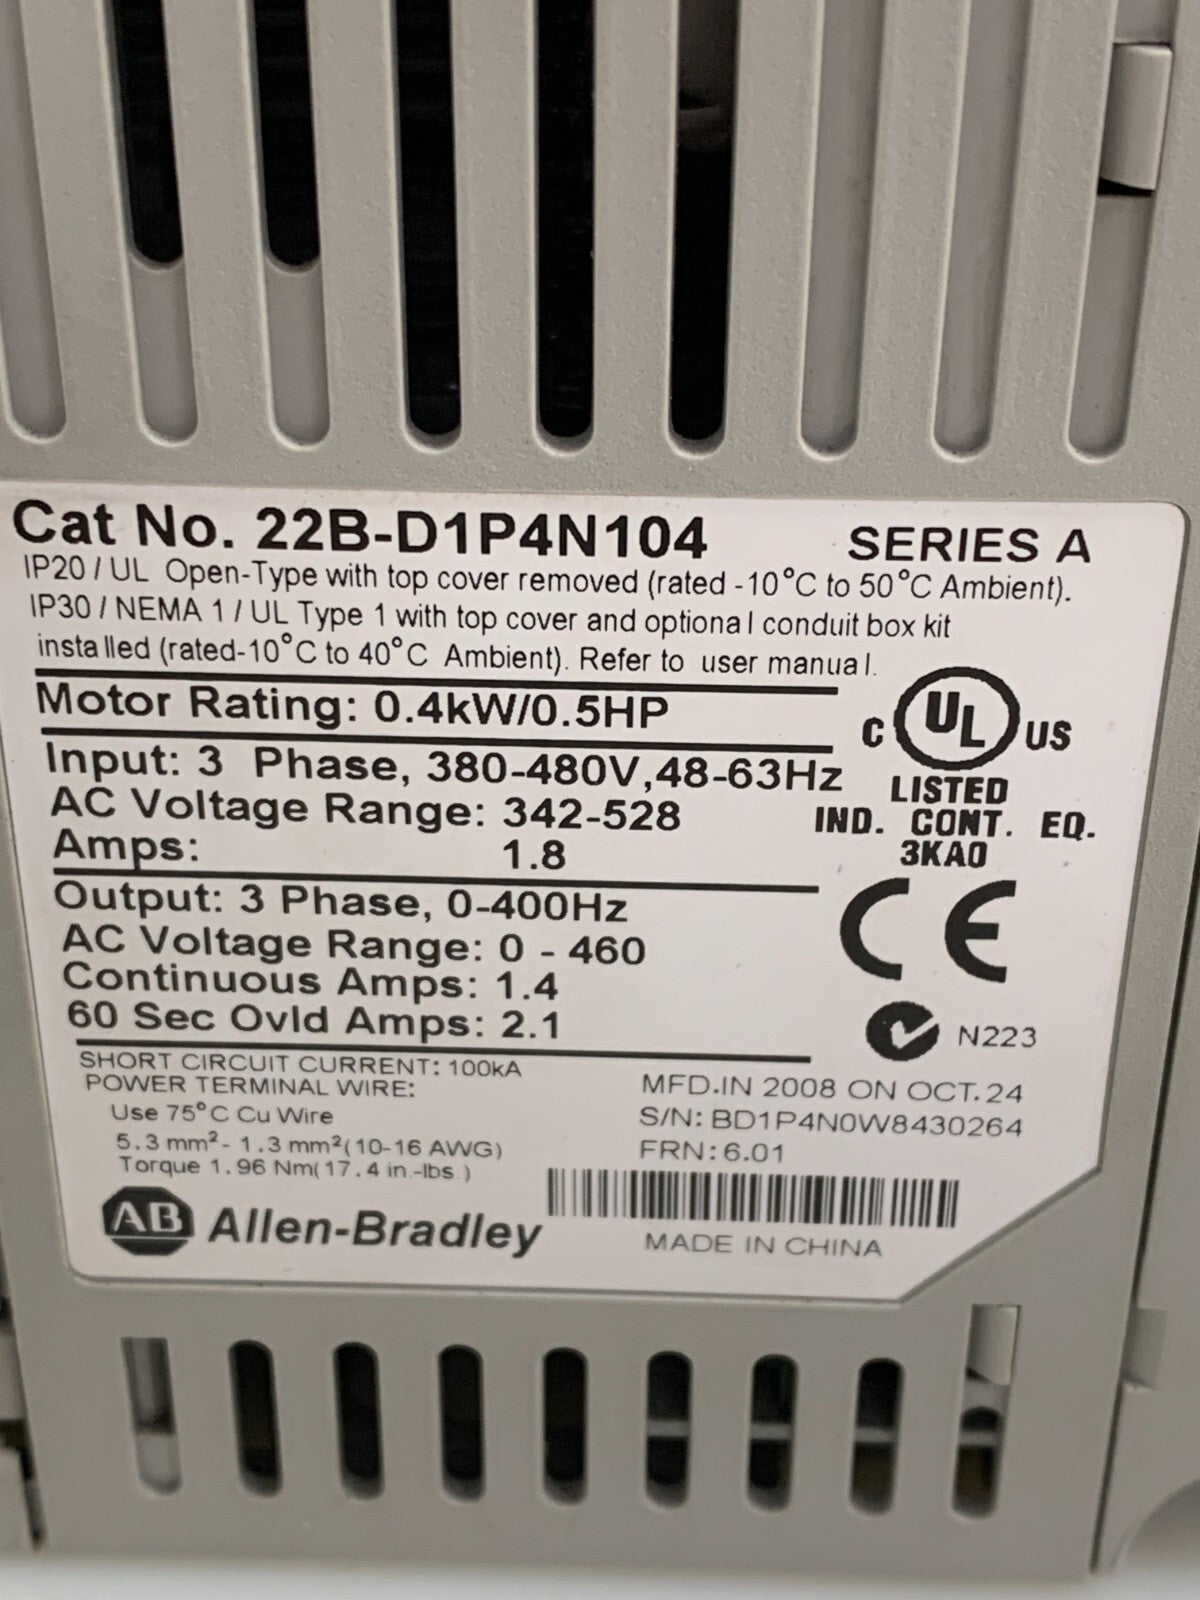 Cat No. 22B-D1P4N104 SERIES A
IP20 / UL Open-Type with top cover removed (rated -10°C to 50°C Ambient).
IP30 / NEMA 1 / UL Type 1 with top cover and optional conduit box kit
installed (rated-10°C to 40°C Ambient). Refer to user manual.
Motor Rating: 0.4kW/0.5HP
C UL US
Input: 3 Phase, 380-480V,48-63Hz
LISTED
AC Voltage Range: 342-528
IND. CONT. EQ.
Amps: 1.8
3KA0
Output: 3 Phase, 0-400Hz
CE
AC Voltage Range: 0 - 460
Continuous Amps: 1.4
60 Sec Ovld Amps: 2.1
N223
SHORT CIRCUIT CURRENT: 100kA
POWER TERMINAL WIRE:
Use 75°C Cu Wire
5.3 mm²- 1.3 mm²(10-16 AWG)
Torque 1.96 Nm(17.4 in.-lbs.)
MFD.IN 2008 ON OCT.24
S/N: BD1P4N0W8430264
FRN: 6.01
AB Allen-Bradley
MADE IN CHINA